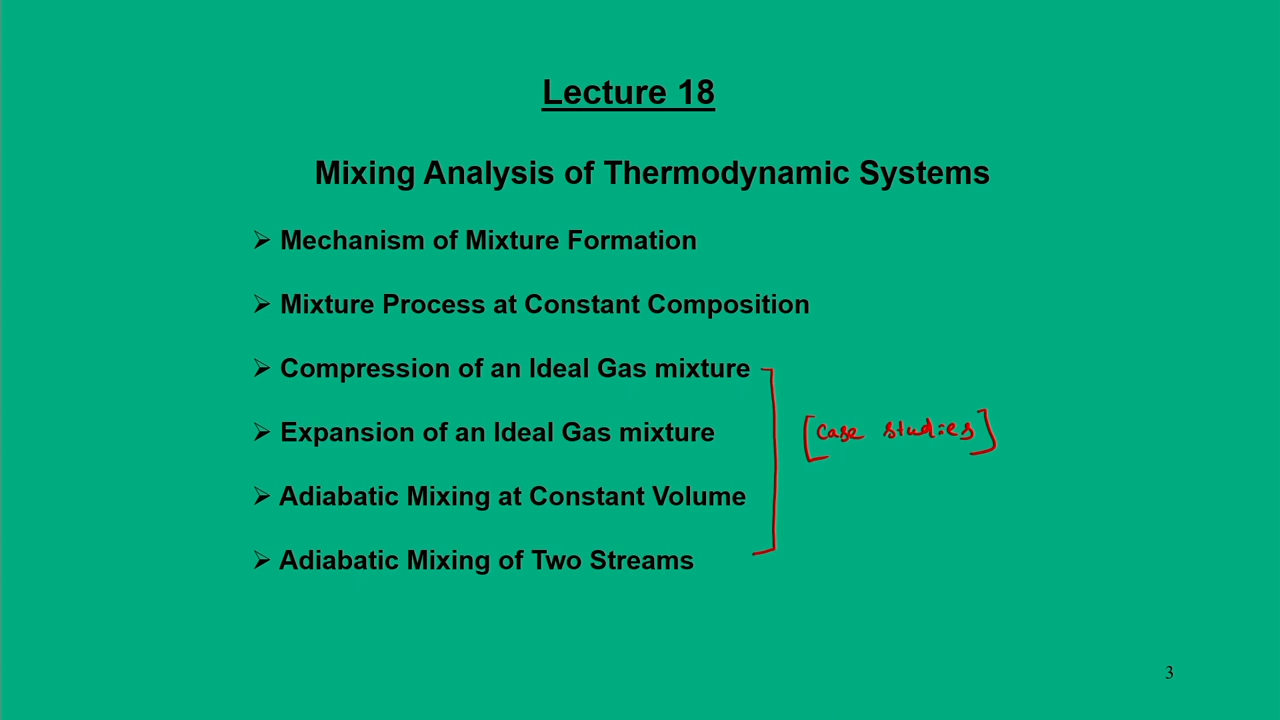 Lecture 18
Mixing Analysis of Thermodynamic Systems
➢ Mechanism of Mixture Formation
➢ Mixture Process at Constant Composition
➢ Compression of an Ideal Gas mixture
➢ Expansion of an Ideal Gas mixture
[case studies]
➢ Adiabatic Mixing at Constant Volume
➢ Adiabatic Mixing of Two Streams
3